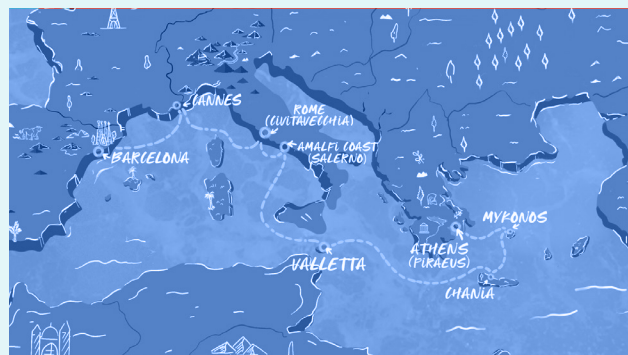 CANNES
ROME
(CIVITAVECCHIA)
AMALFI COAST
(SALERNO)
BARCELONA
MYKONOS
ATHENS
(PIRAEUS)
VALLETTA
CHANIA